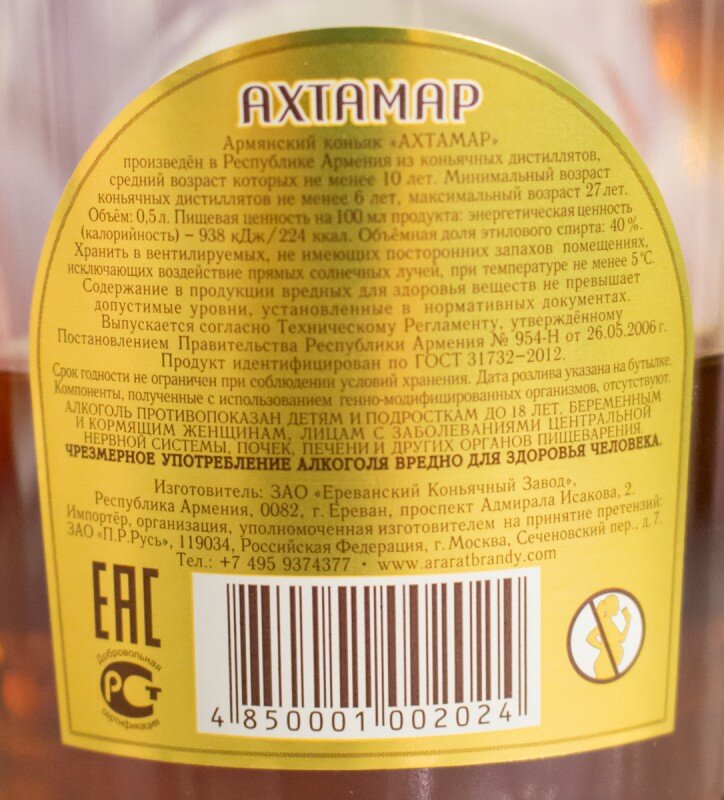 АХТАМАР
Армянский коньяк «АХТАМАР»
произведён в Республике Армения из коньячных дистиллятов,
средний возраст которых не менее 10 лет. Минимальный возраст
коньячных дистиллятов не менее 6 лет, максимальный возраст 27 лет.
Объём: 0,5 л. Пищевая ценность на 100 мл продукта: энергетическая ценность
(калорийность) – 938 кДж/224 ккал. Объёмная доля этилового спирта: 40%.
Хранить в вентилируемых, не имеющих посторонних запахов помещениях,
исключающих воздействие прямых солнечных лучей, при температуре не менее 5°С.
Содержание в продукции вредных для здоровья веществ не превышает
допустимые уровни, установленные в нормативных документах.
Выпускается согласно Техническому Регламенту, утверждённому
Постановлением Правительства Республики Армения № 954-Н от 26.05.2006 г.
Продукт идентифицирован по ГОСТ 31732–2012.
Срок годности не ограничен при соблюдении условий хранения. Дата розлива указана на бутылке.
Компоненты, полученные с использованием генно-модифицированных организмов, отсутствуют.
АЛКОГОЛЬ ПРОТИВОПОКАЗАН ДЕТЯМ И ПОДРОСТКАМ ДО 18 ЛЕТ, БЕРЕМЕННЫМ
И КОРМЯЩИМ ЖЕНЩИНАМ, ЛИЦАМ С ЗАБОЛЕВАНИЯМИ ЦЕНТРАЛЬНОЙ
НЕРВНОЙ СИСТЕМЫ, ПОЧЕК, ПЕЧЕНИ И ДРУГИХ ОРГАНОВ ПИЩЕВАРЕНИЯ.
ЧРЕЗМЕРНОЕ УПОТРЕБЛЕНИЕ АЛКОГОЛЯ ВРЕДНО ДЛЯ ЗДОРОВЬЯ ЧЕЛОВЕКА.
Изготовитель: ЗАО «Ереванский Коньячный Завод»,
Республика Армения, 0082, г. Ереван, проспект Адмирала Исакова, 2.
Импортёр, организация, уполномоченная изготовителем на принятие претензий:
ЗАО «П.Р.Русь», 119034, Российская Федерация, г. Москва, Сеченовский пер., д. 7.
Тел.: +7 495 9374377 • www.araratbrandy.com
ЕАС
Добровольная
РСТ
сертификация
4 850001 002024